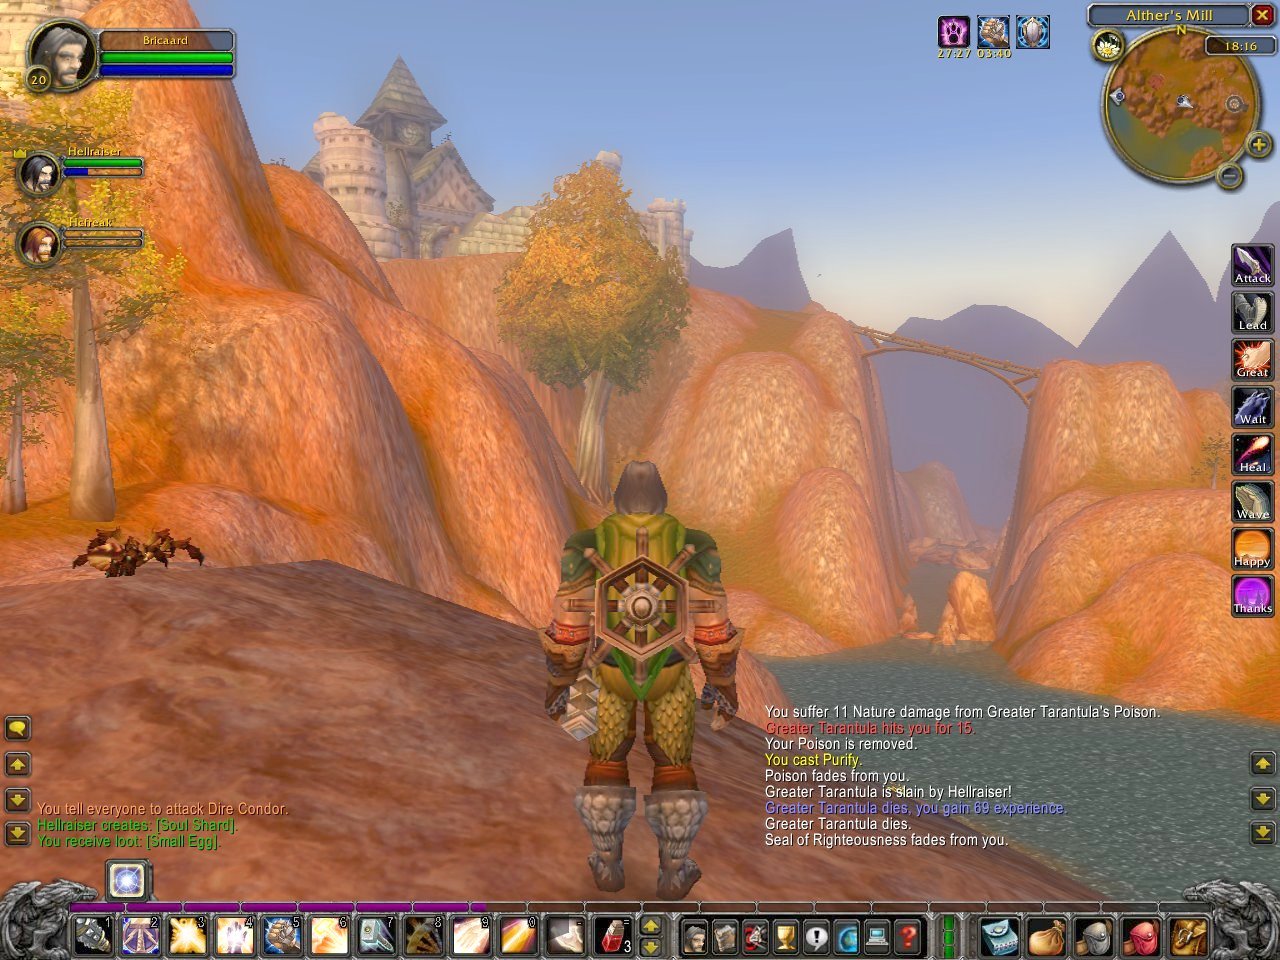 Bricaard
20
Hellraiser
Hefreak
27:27 03:40
Alther's Mill
N
18:16
Attack
Lead
Great
Wait
Heal
Wave
Happy
Thanks
You suffer 11 Nature damage from Greater Tarantula's Poison.
Greater Tarantula hits you for 15.
Your Poison is removed.
You cast Purify.
Poison fades from you.
Greater Tarantula is slain by Hellraiser!
Greater Tarantula dies, you gain 69 experience.
Greater Tarantula dies.
Seal of Righteousness fades from you.
You tell everyone to attack Dire Condor.
Hellraiser creates: [Soul Shard].
You receive loot: [Small Egg].
1 2 3 4 5 6 7 8 9 0 - =
3